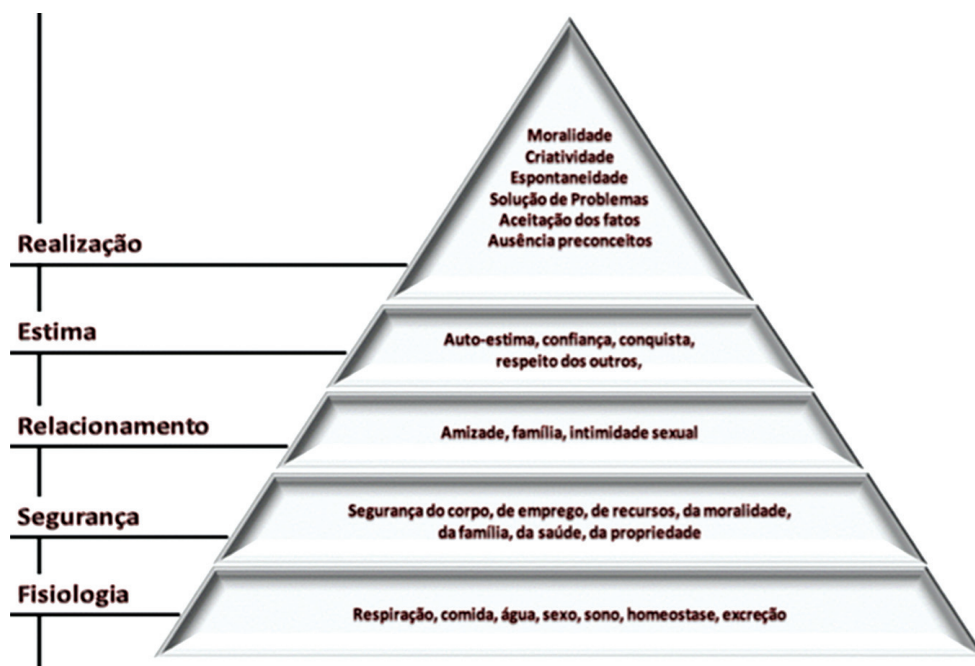 Moralidade
Criatividade
Espontaneidade
Solução de Problemas
Aceitação dos fatos
Ausência preconceitos
Realização
Estima
Auto-estima, confiança, conquista,
respeito dos outros,
Relacionamento
Amizade, família, intimidade sexual
Segurança
Segurança do corpo, de emprego, de recursos, da moralidade,
da família, da saúde, da propriedade
Fisiologia
Respiração, comida, água, sexo, sono, homeostase, excreção